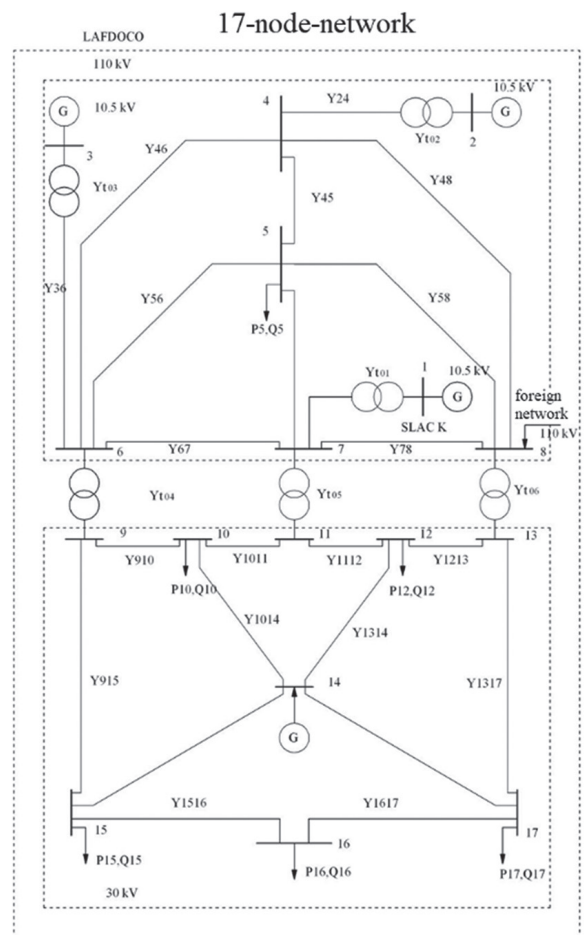 17-node-network
LAFDOCO
110 kV
G
10.5 kV
3
Yt03
4
Y24
10.5 kV
G
Yt02
2
Y46
Y48
Y45
5
Y36
Y56
Y58
P5,Q5
Yt01
1
10.5 kV
G
SLAC K
foreign
network
110 kV
6
Y67
7
Y78
8
Yt04
Yt05
Yt06
9
10
11
12
13
Y910
Y1011
Y1112
Y1213
P10,Q10
P12,Q12
Y1014
Y1314
Y915
14
Y1317
G
Y1516
Y1617
15
16
17
P15,Q15
P16,Q16
P17,Q17
30 kV